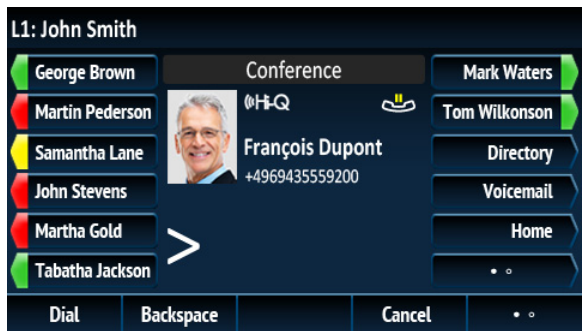 L1: John Smith
George Brown
Conference
Mark Waters
Martin Pederson
Hi-Q
Tom Wilkonson
Samantha Lane
François Dupont
Directory
+4969435559200
John Stevens
Voicemail
Martha Gold
>
Home
Tabatha Jackson
Dial
Backspace
Cancel